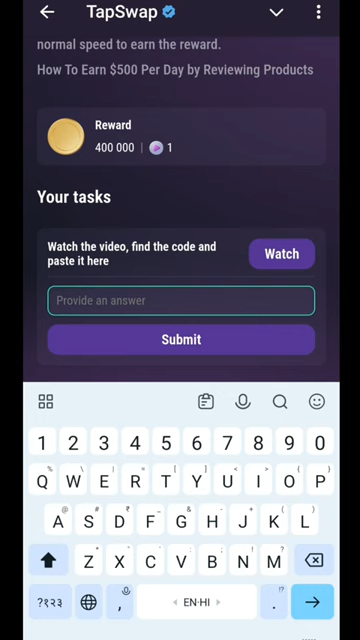 TapSwap
normal speed to earn the reward.
How To Earn $500 Per Day by Reviewing Products
Reward
400 000 | 1
Your tasks
Watch the video, find the code and
paste it here
Watch
Provide an answer
Submit
1 2 3 4 5 6 7 8 9 0
Q W E R T Y U I O P
A S D F G H J K L
Z X C V B N M
?१२३ , EN·HI .